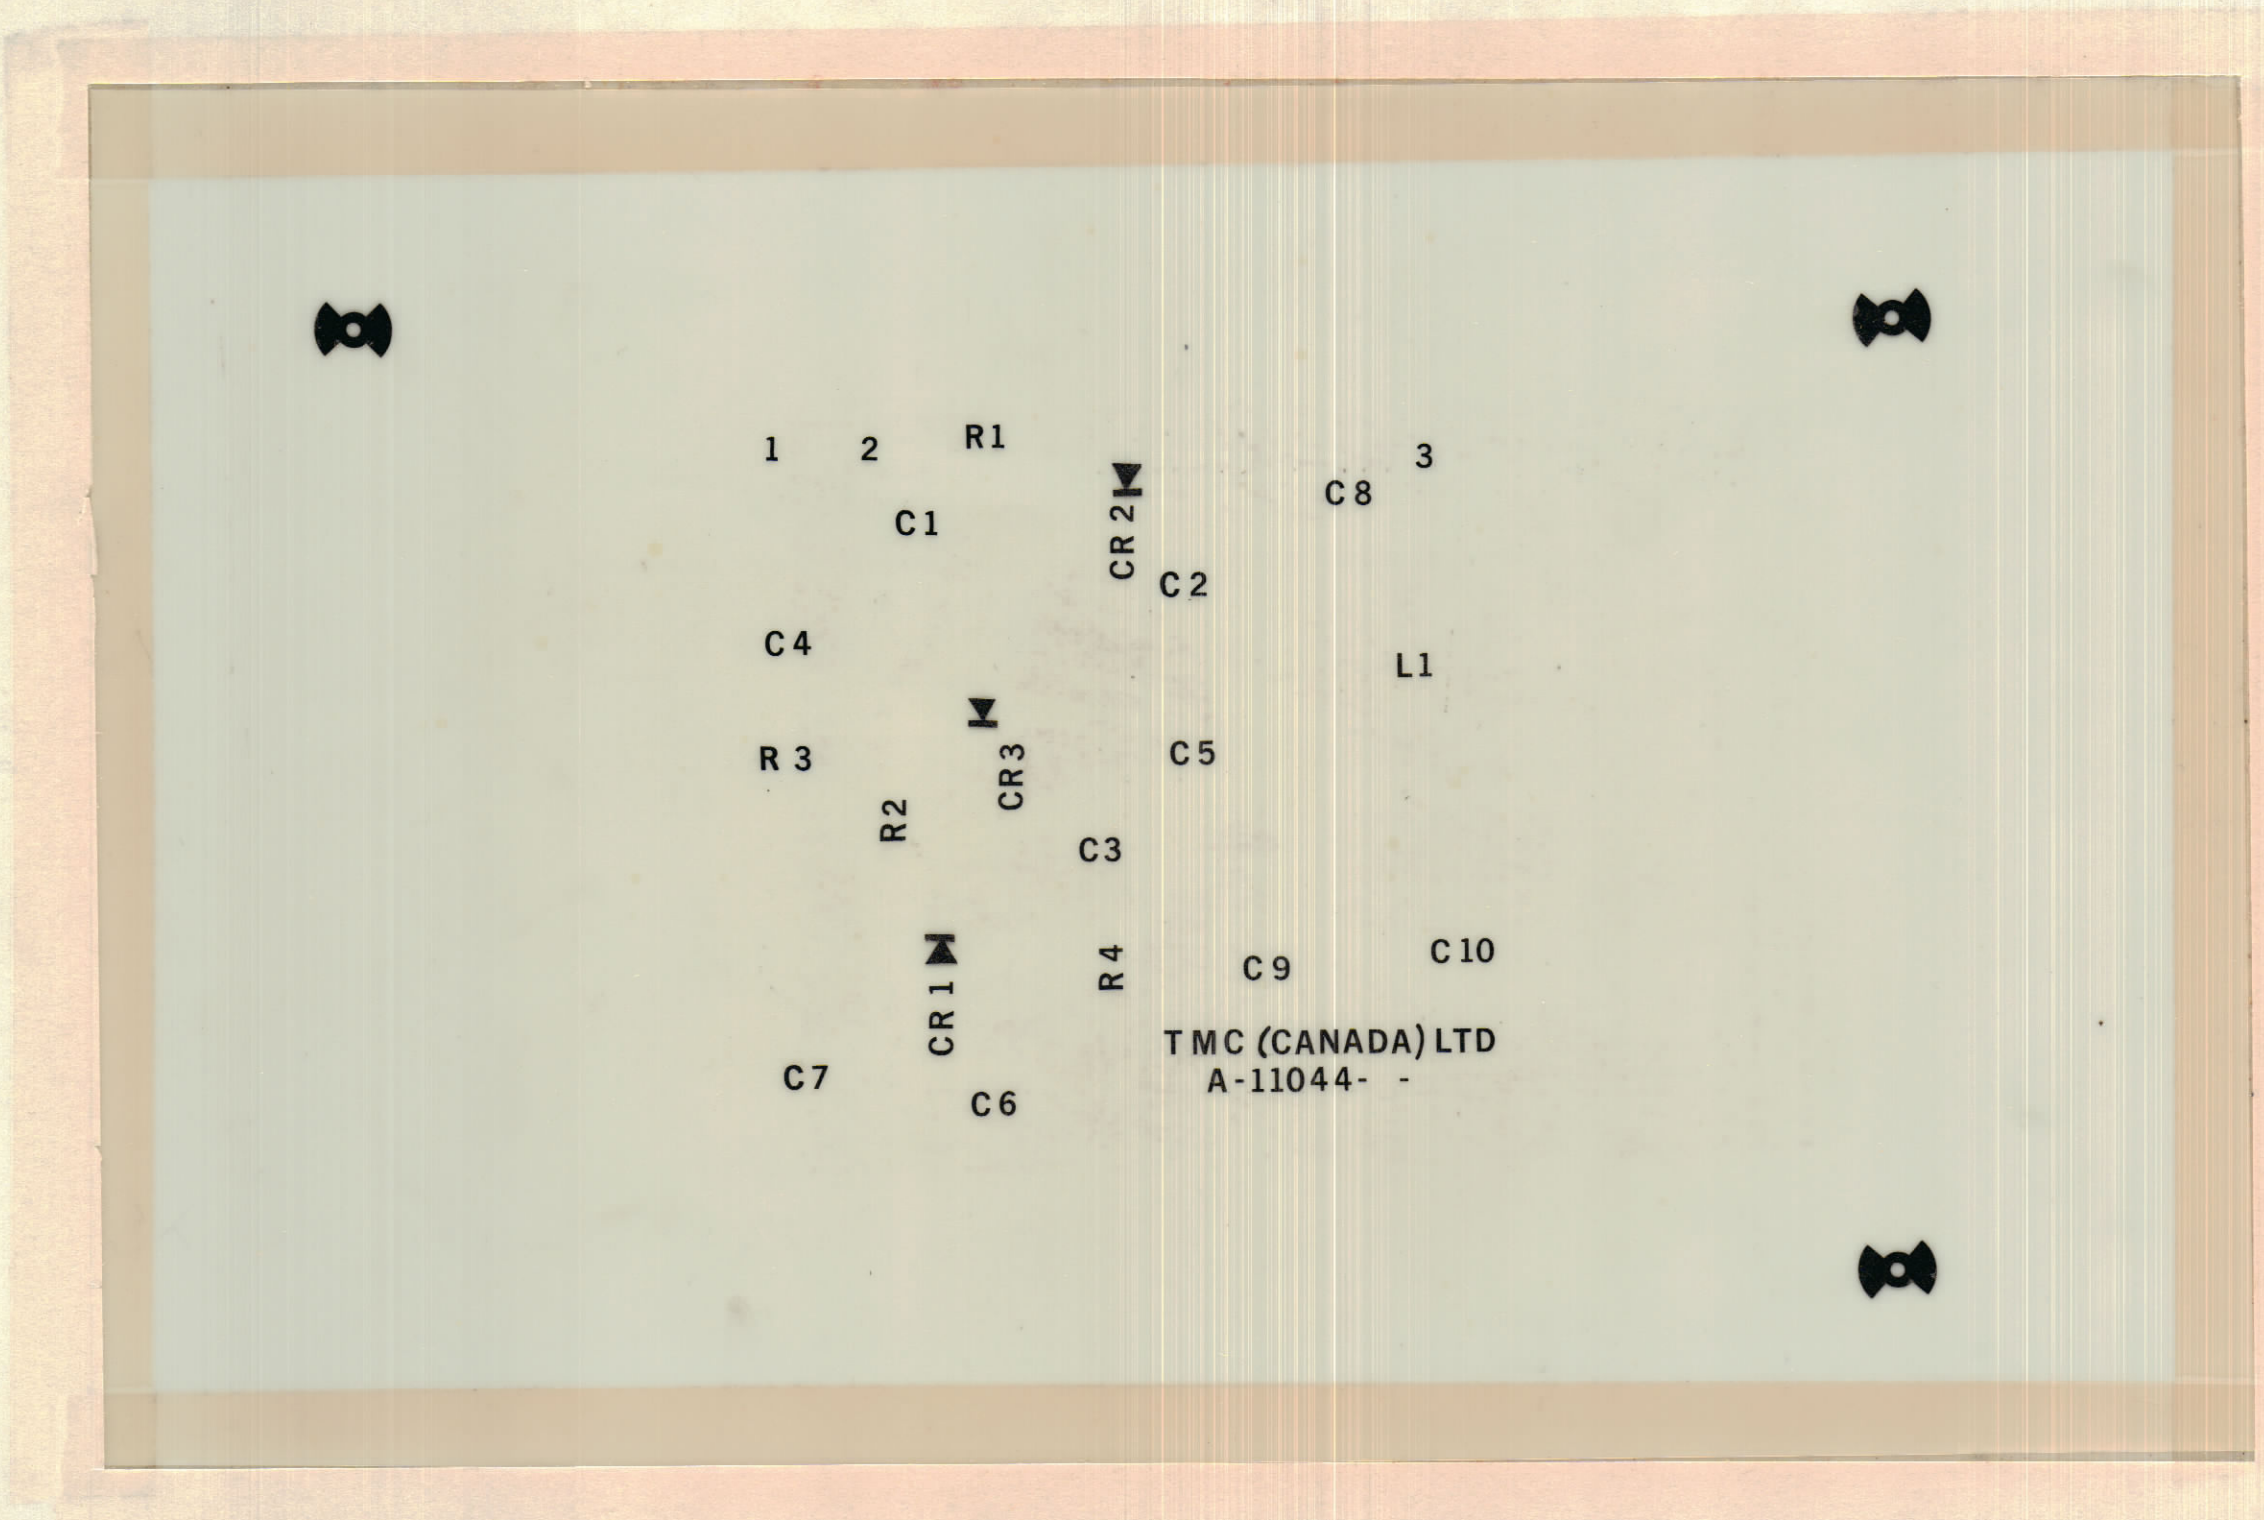 R1
1 2 3
C8
C1
CR2
C2
C4
L1
R3
CR3
C5
R2
C3
C10
R4
C9
CR1
TMC (CANADA) LTD
C7
A-11044- -
C6